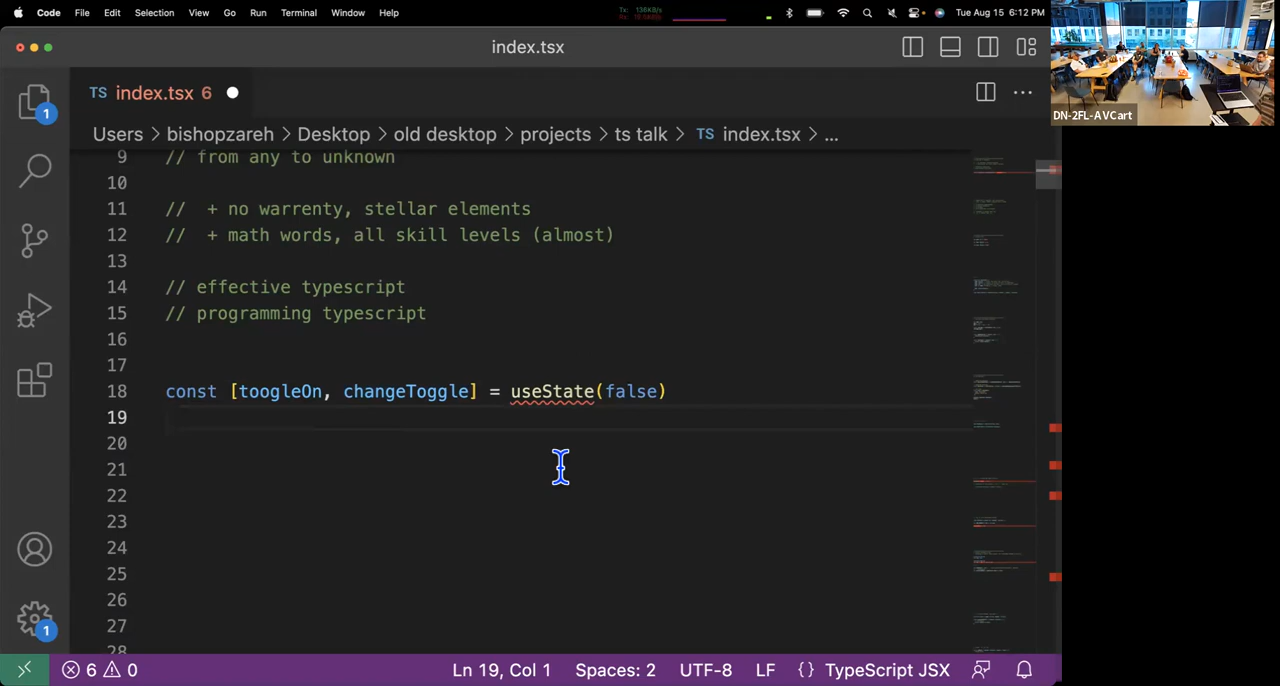 Code File Edit Selection View Go Run Terminal Window Help Tue Aug 15 6:12 PM
index.tsx
TS index.tsx 6
1
Users > bishopzareh > Desktop > old desktop > projects > ts talk > TS index.tsx > ...
DN-2FL-AVCart
9 // from any to unknown
10
11 //  + no warrenty, stellar elements
12 //  + math words, all skill levels (almost)
13
14 // effective typescript
15 // programming typescript
16
17
18 const [toogleOn, changeToggle] = useState(false)
19
20
21
22
23
24
25
26
27
28
1
6 0 Ln 19, Col 1 Spaces: 2 UTF-8 LF {} TypeScript JSX